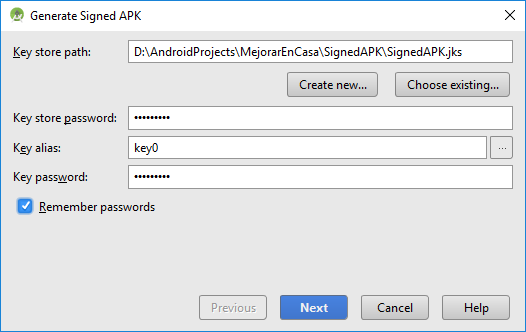 Generate Signed APK
Key store path: D:\AndroidProjects\MejorarEnCasa\SignedAPK\SignedAPK.jks
Create new... Choose existing...
Key store password: •••••••••
Key alias: key0 ...
Key password: •••••••••
Remember passwords
Previous Next Cancel Help